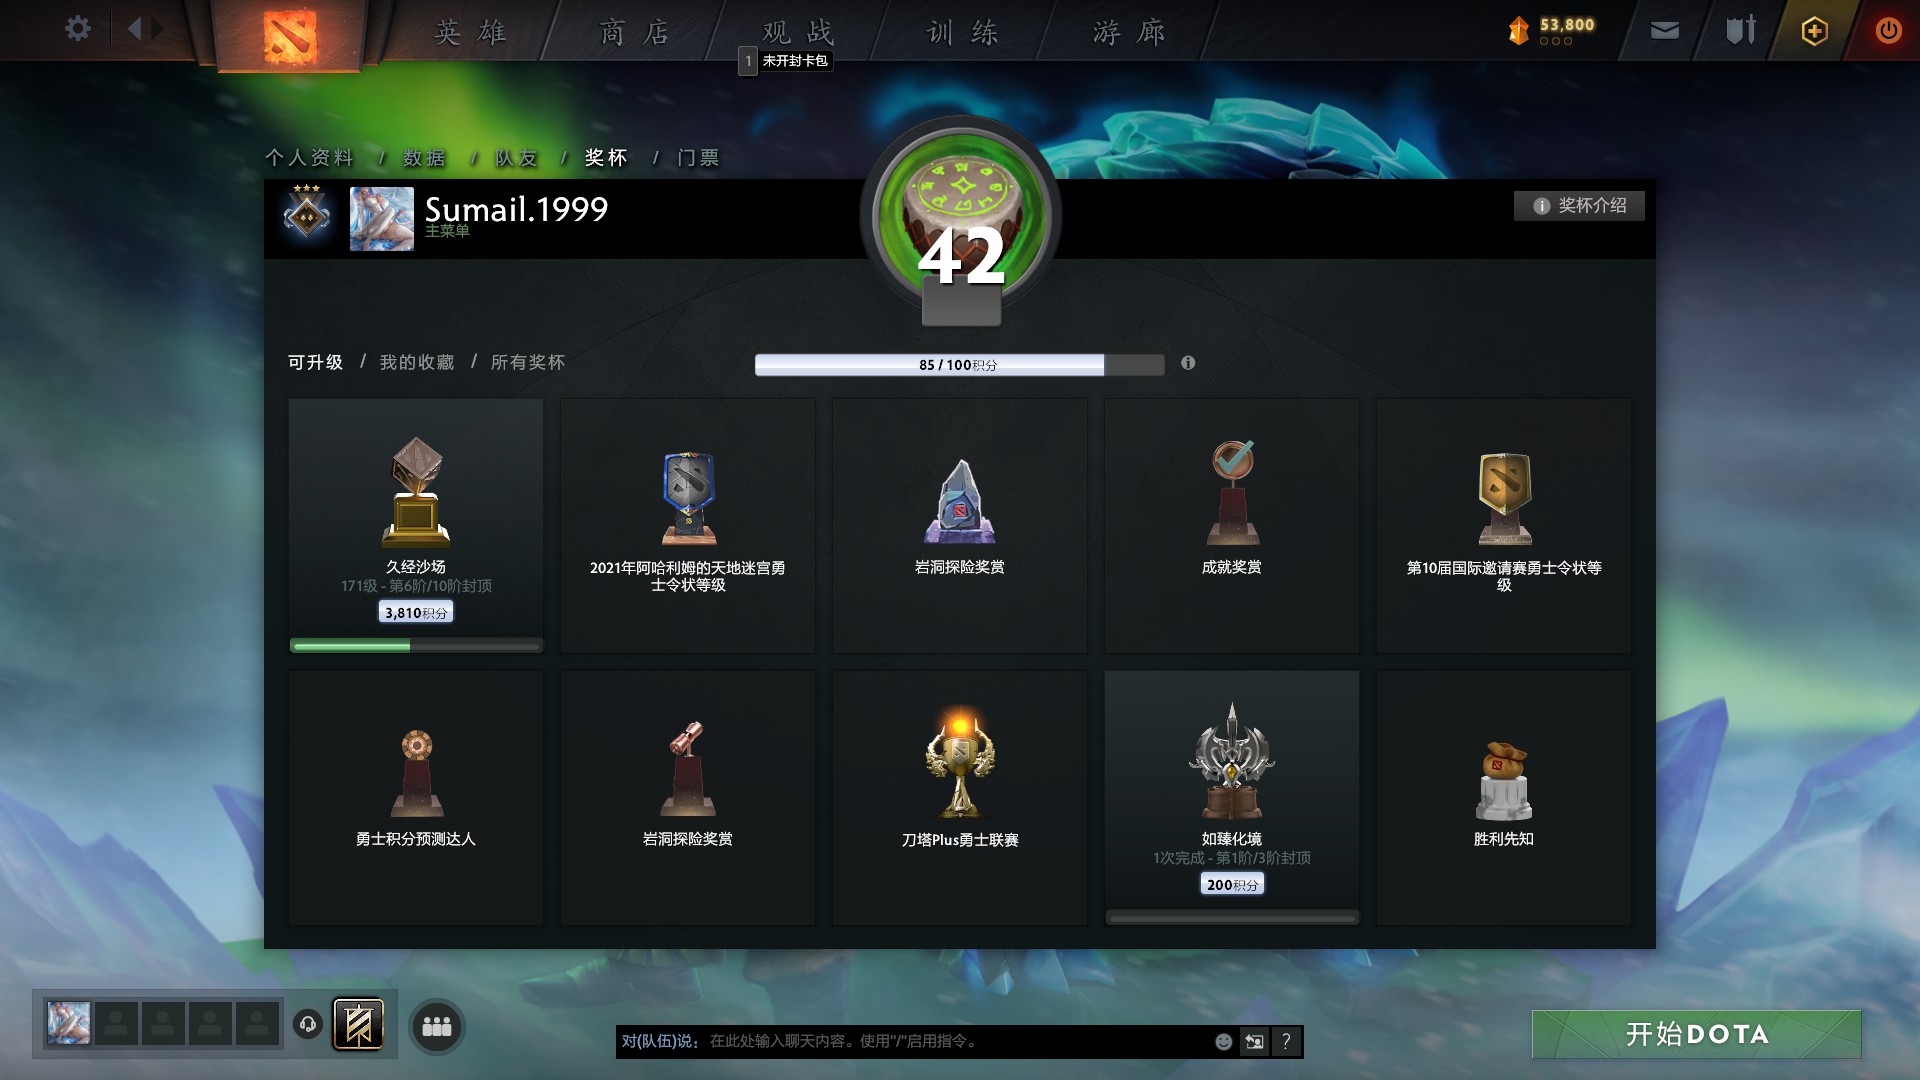 英雄
商店
观战
训练
游廊
53,800
1 未开封卡包
个人资料 / 数据 / 队友 / 奖杯 / 门票
Sumail.1999
主菜单
42
奖杯介绍
可升级 / 我的收藏 / 所有奖杯
85 / 100积分
久经沙场
171级 - 第6阶/10阶封顶
3,810积分
2021年阿哈利姆的天地迷宫勇
士令状等级
岩洞探险奖赏
成就奖赏
第10届国际邀请赛勇士令状等
级
勇士积分预测达人
岩洞探险奖赏
刀塔Plus勇士联赛
如臻化境
1次完成 - 第1阶/3阶封顶
200积分
胜利先知
对(队伍)说： 在此处输入聊天内容。使用“/”启用指令。
?
开始DOTA